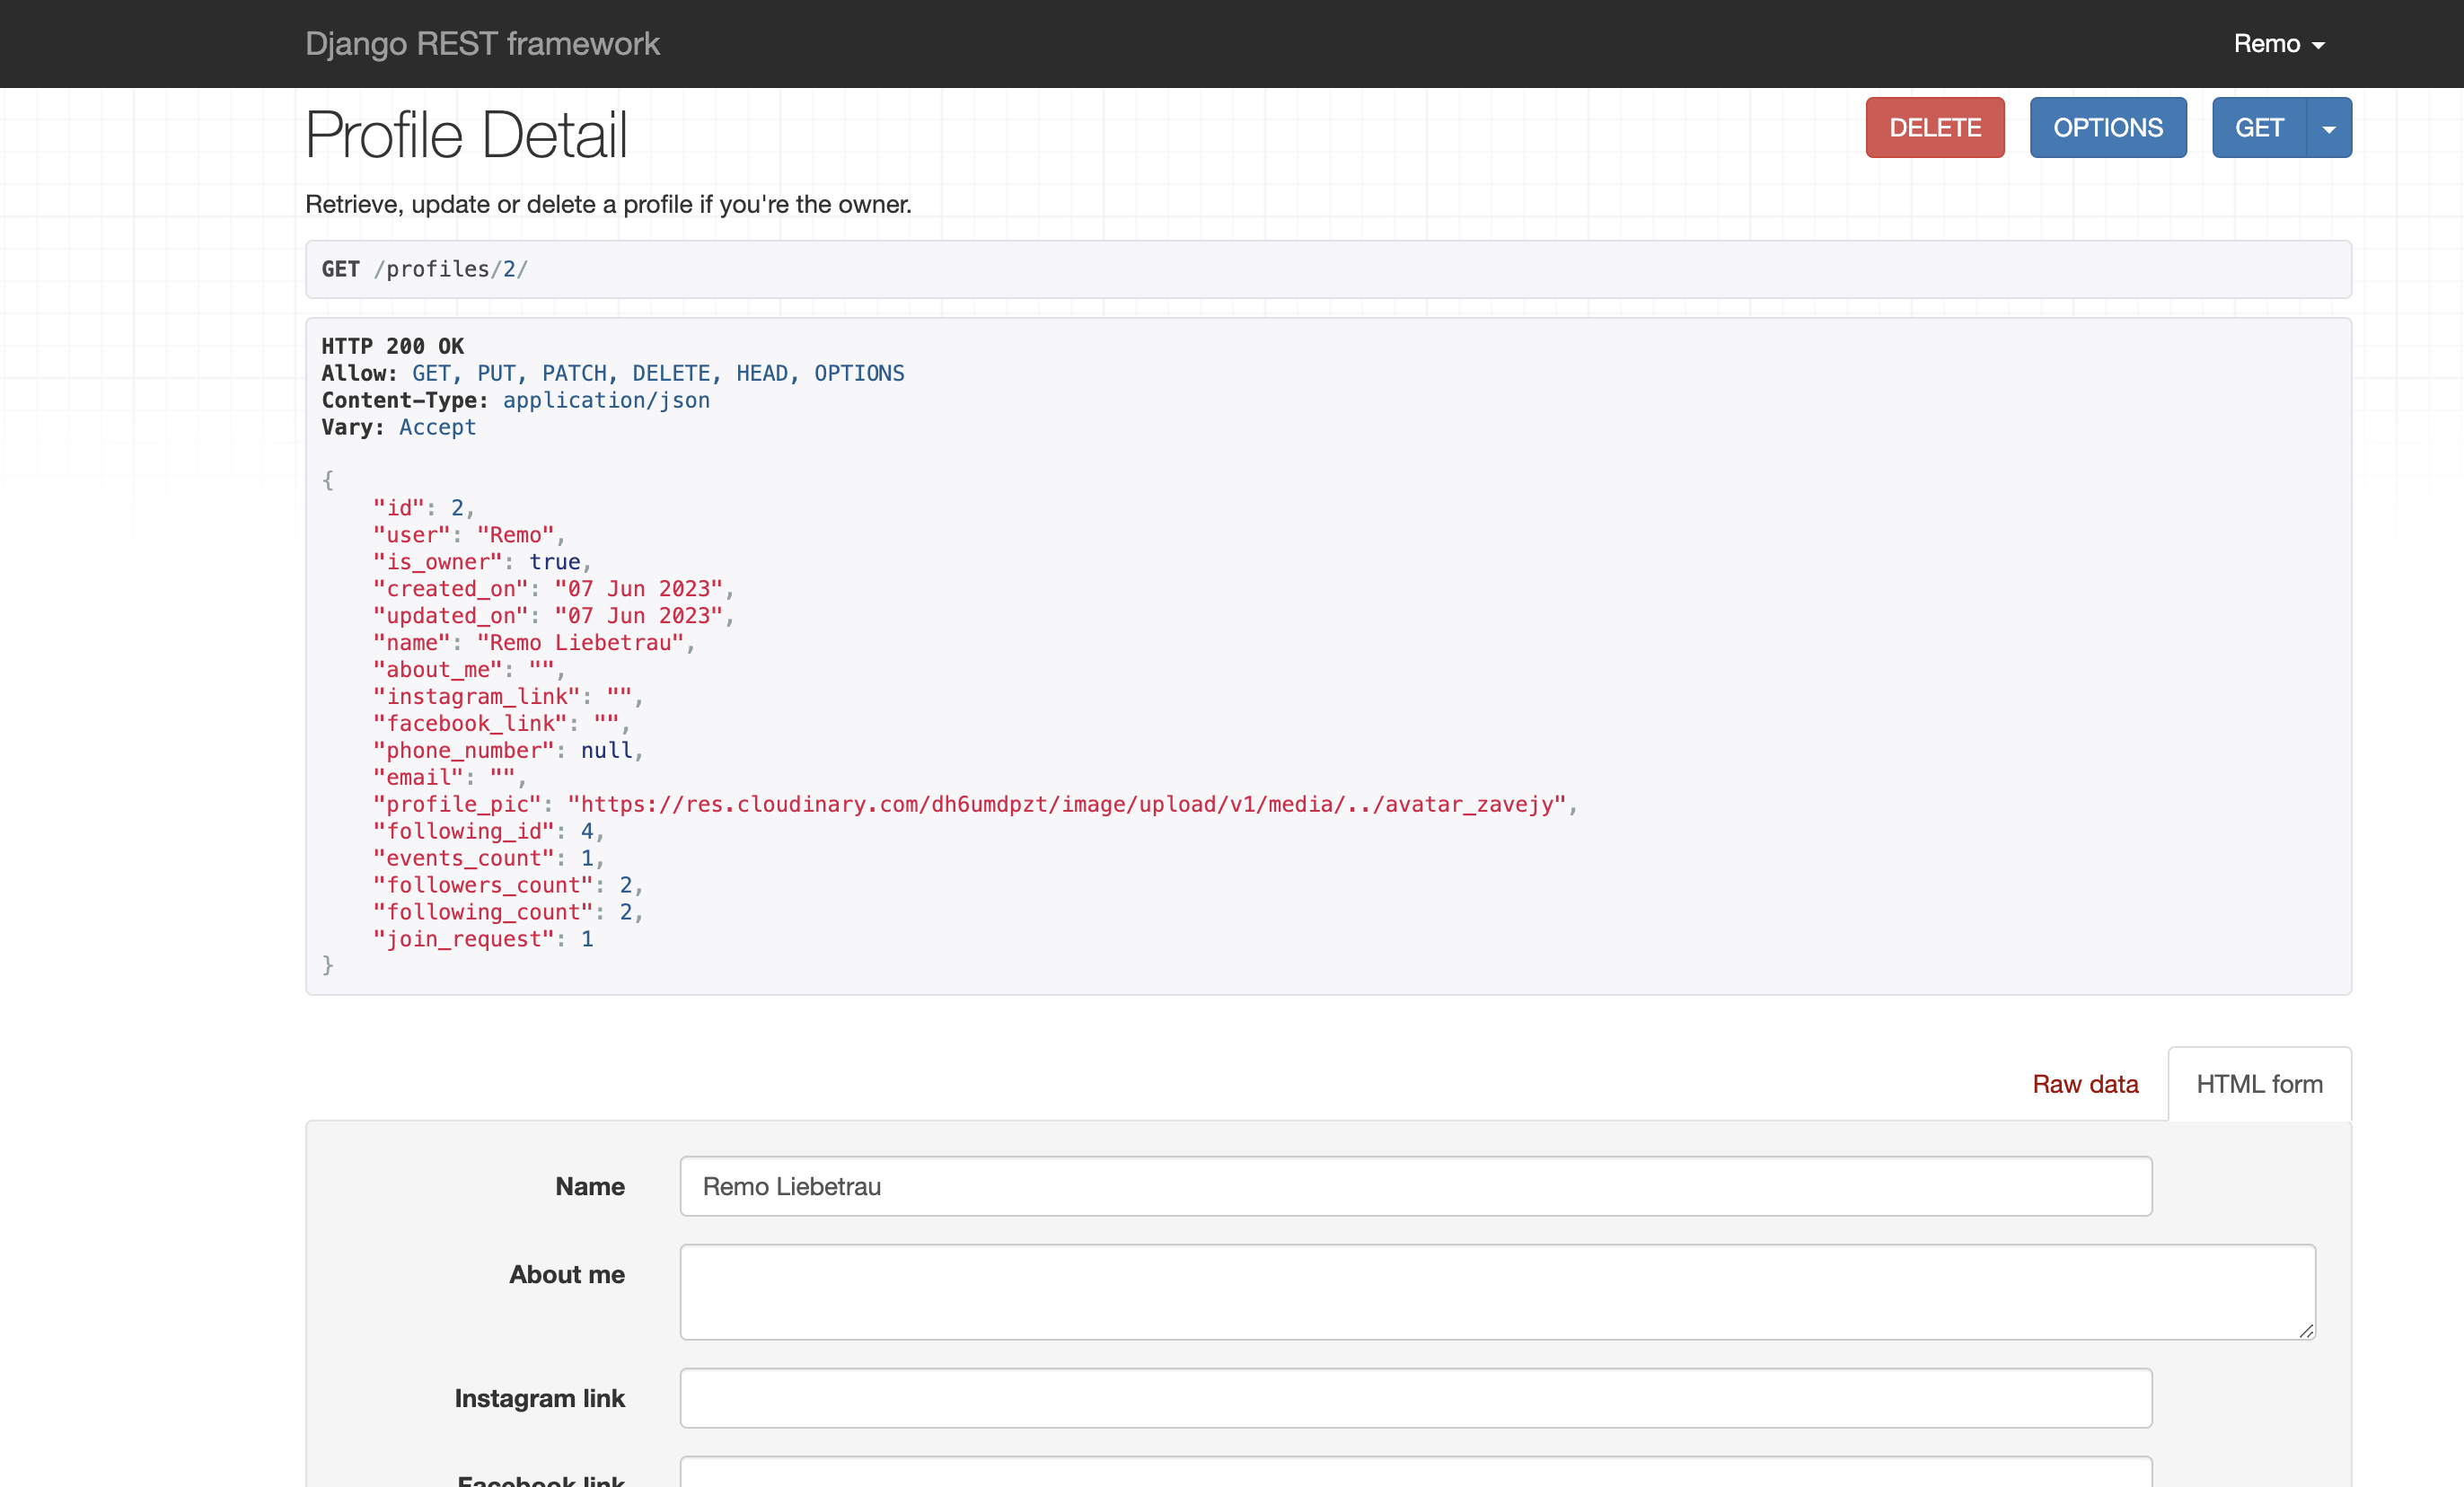 Django REST framework
Remo
Profile Detail
DELETE
OPTIONS
GET
Retrieve, update or delete a profile if you're the owner.
GET /profiles/2/
HTTP 200 OK
Allow: GET, PUT, PATCH, DELETE, HEAD, OPTIONS
Content-Type: application/json
Vary: Accept
{
"id": 2,
"user": "Remo",
"is_owner": true,
"created_on": "07 Jun 2023",
"updated_on": "07 Jun 2023",
"name": "Remo Liebetrau",
"about_me": "",
"instagram_link": "",
"facebook_link": "",
"phone_number": null,
"email": "",
"profile_pic": "https://res.cloudinary.com/dh6umdpzt/image/upload/v1/media/../avatar_zavejy",
"following_id": 4,
"events_count": 1,
"followers_count": 2,
"following_count": 2,
"join_request": 1
}
Raw data
HTML form
Name
Remo Liebetrau
About me
Instagram link
Facebook link